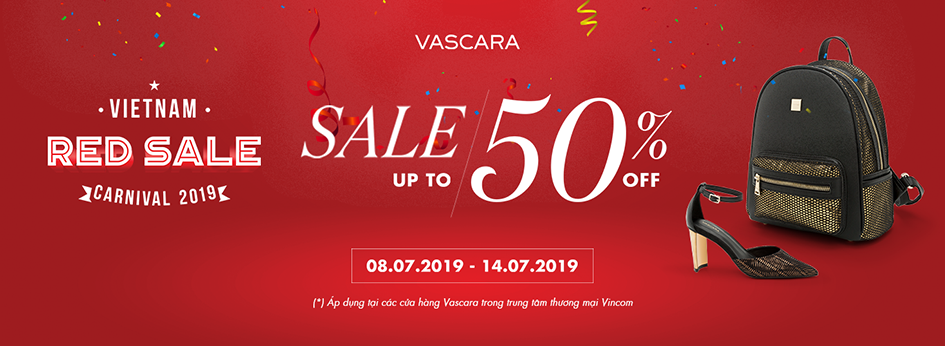 VASCARA
· VIETNAM ·
RED SALE
CARNIVAL 2019
SALE 50%
UP TO OFF
08.07.2019 - 14.07.2019
(*) Áp dụng tại các cửa hàng Vascara trong trung tâm thương mại Vincom